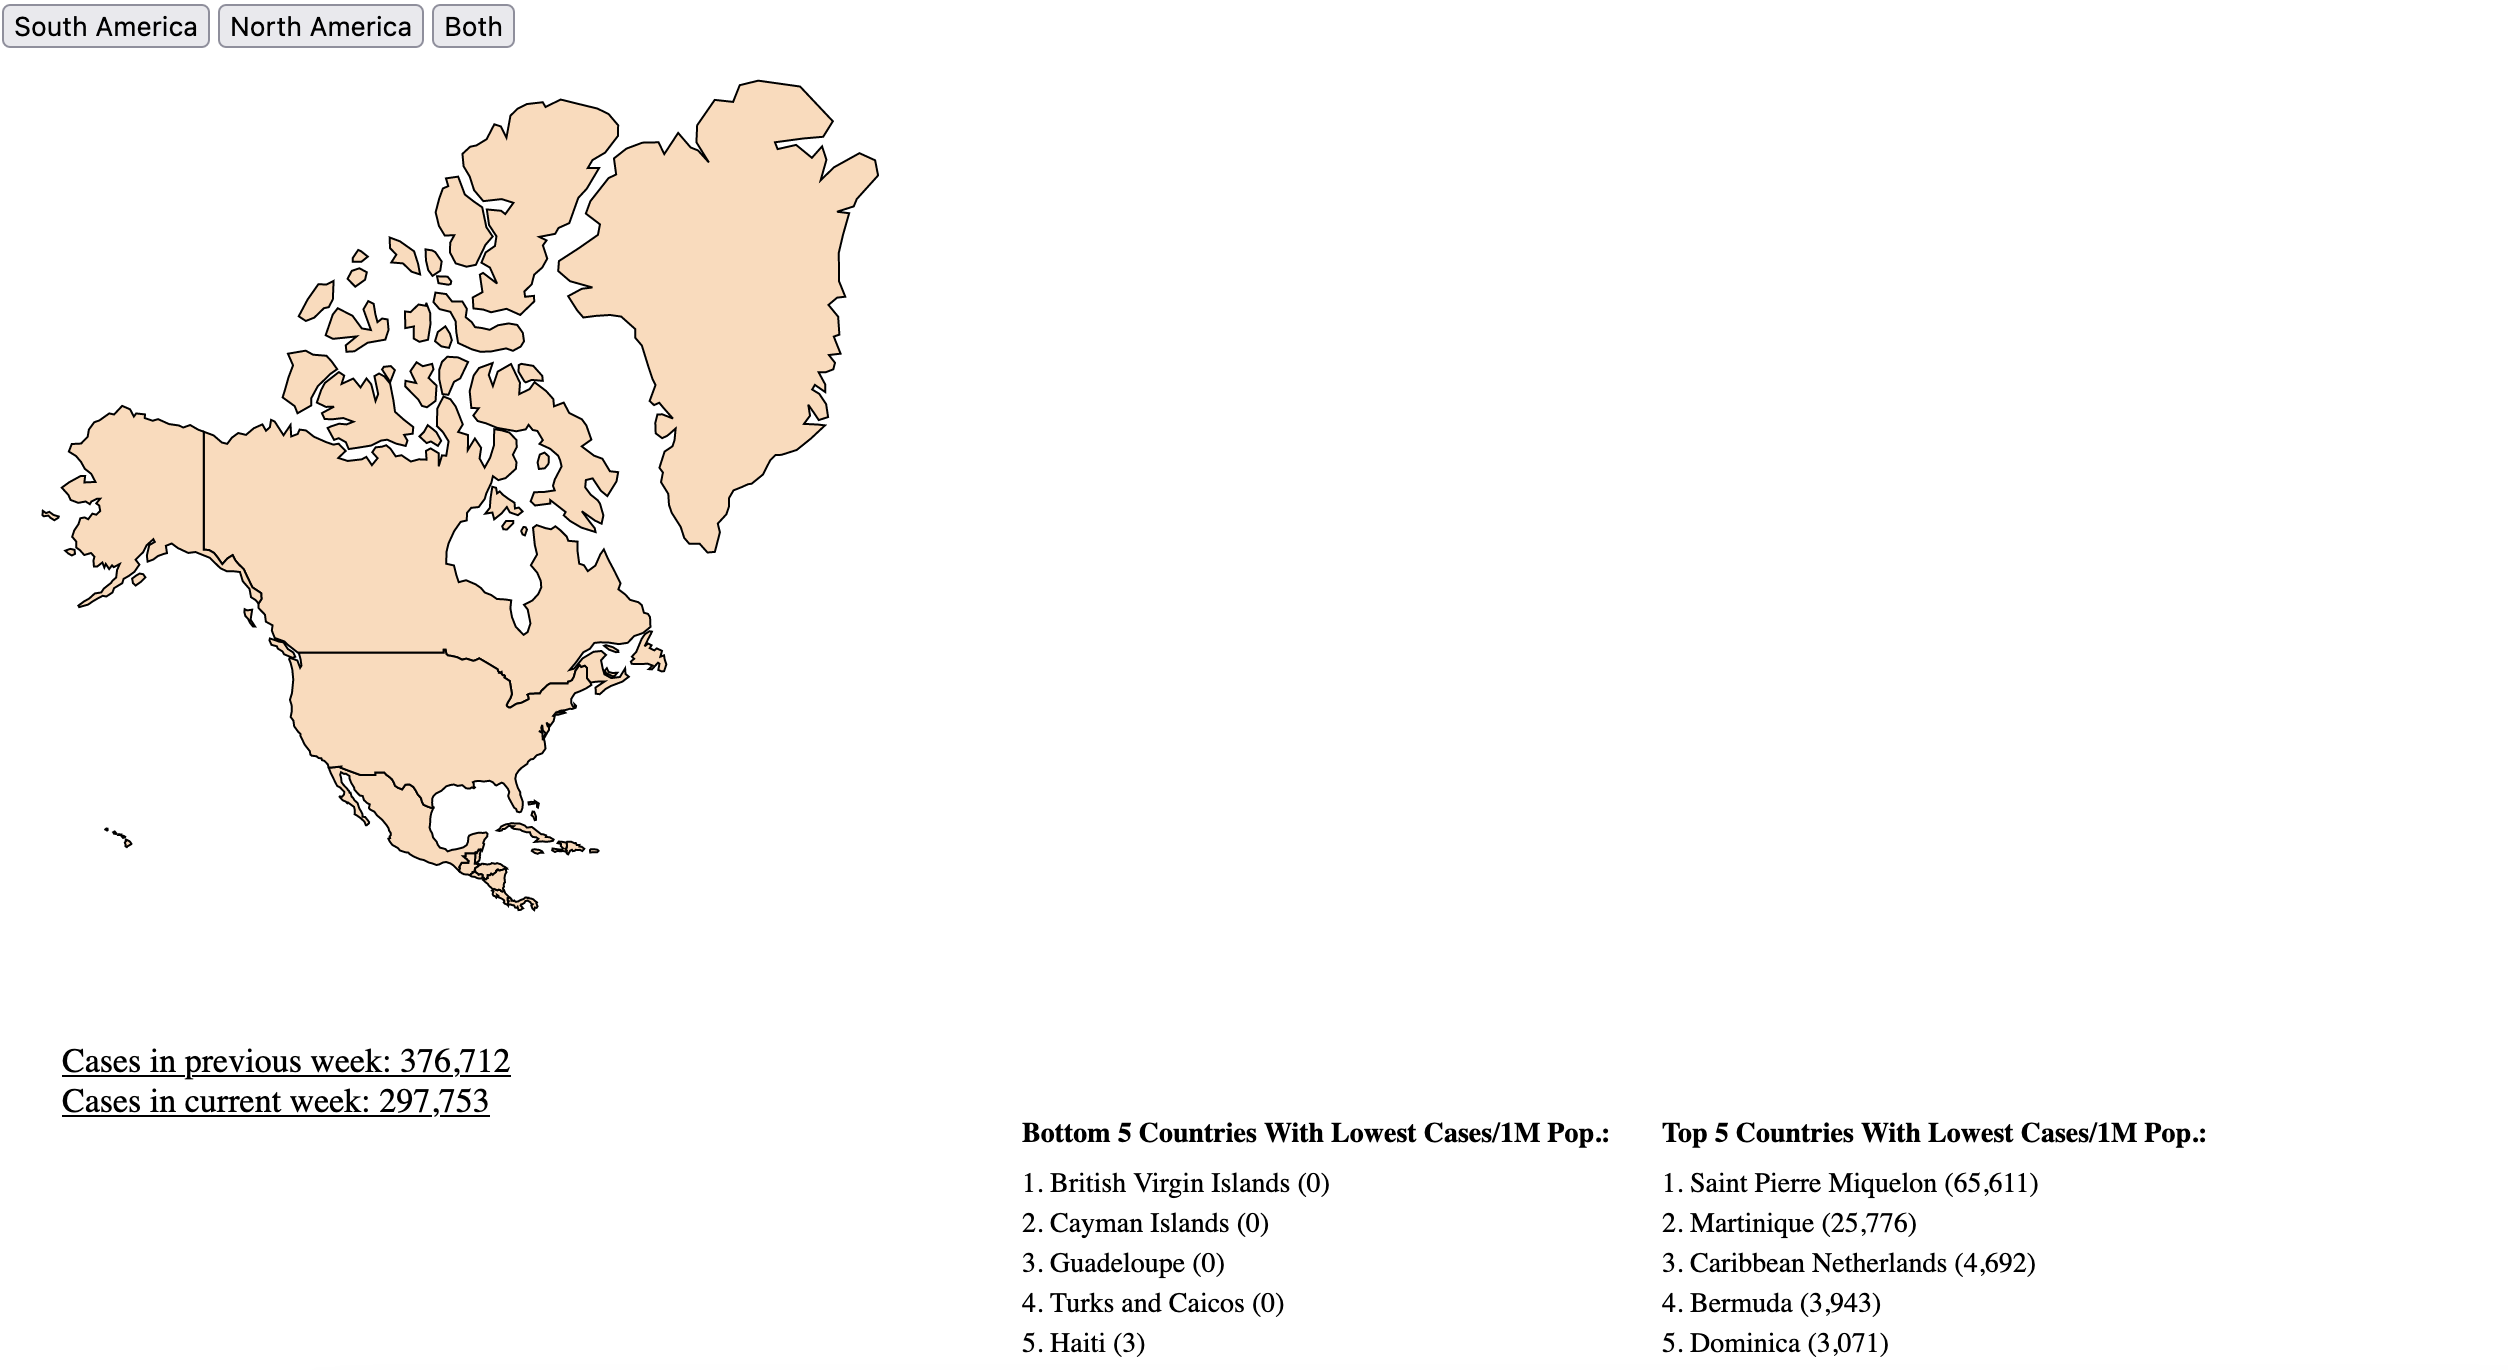 South America North America Both
Cases in previous week: 376,712
Cases in current week: 297,753
Bottom 5 Countries With Lowest Cases/1M Pop.:
1. British Virgin Islands (0)
2. Cayman Islands (0)
3. Guadeloupe (0)
4. Turks and Caicos (0)
5. Haiti (3)
Top 5 Countries With Lowest Cases/1M Pop.:
1. Saint Pierre Miquelon (65,611)
2. Martinique (25,776)
3. Caribbean Netherlands (4,692)
4. Bermuda (3,943)
5. Dominica (3,071)